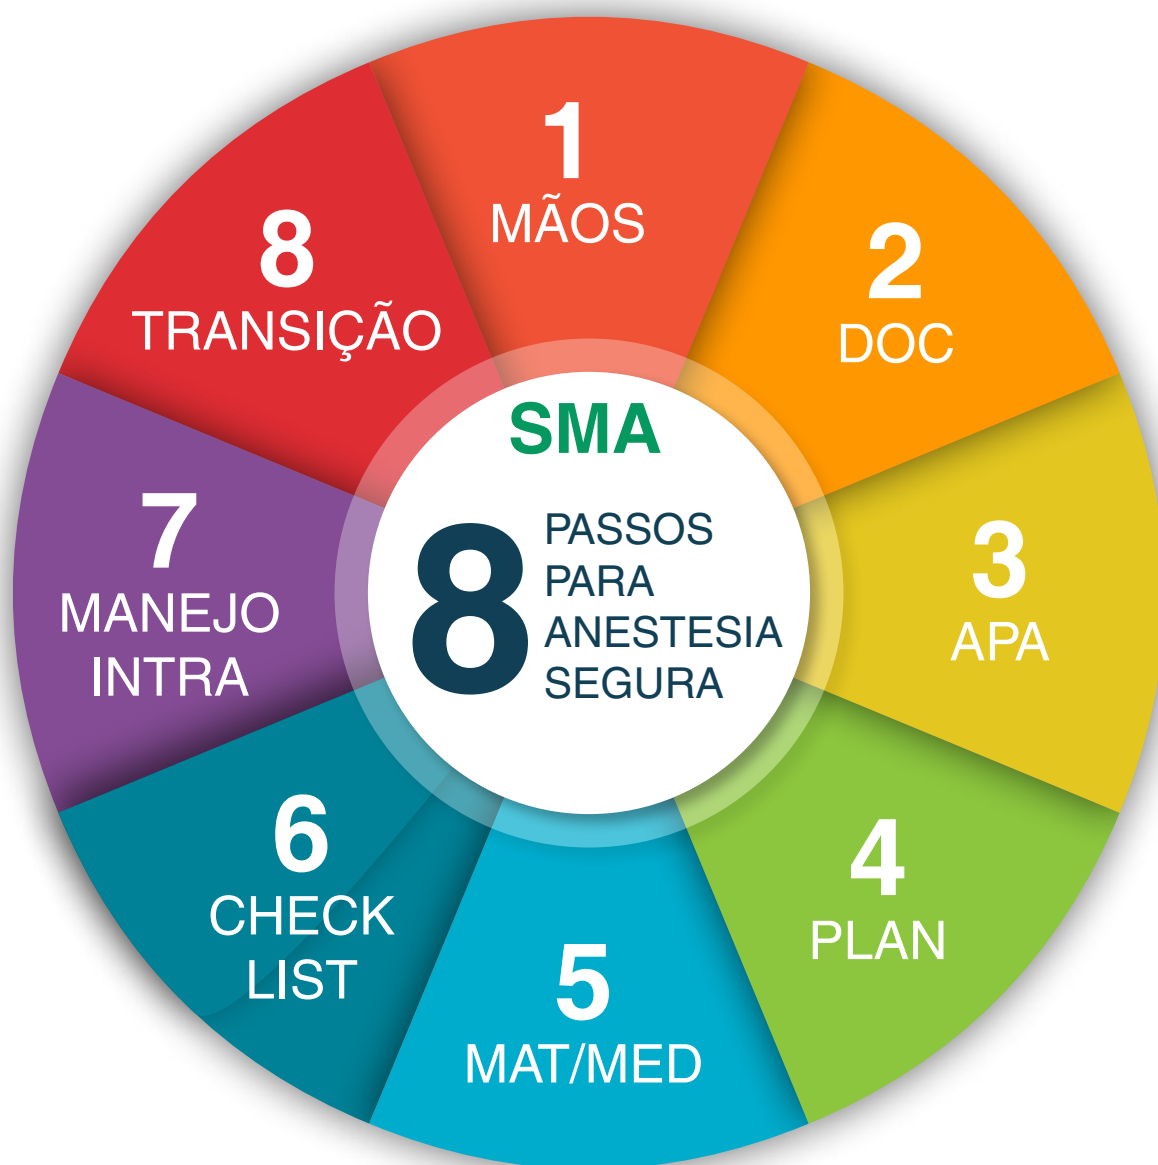 SMA
8
PASSOS
PARA
ANESTESIA
SEGURA
1
MÃOS
2
DOC
3
APA
4
PLAN
5
MAT/MED
6
CHECK
LIST
7
MANEJO
INTRA
8
TRANSIÇÃO